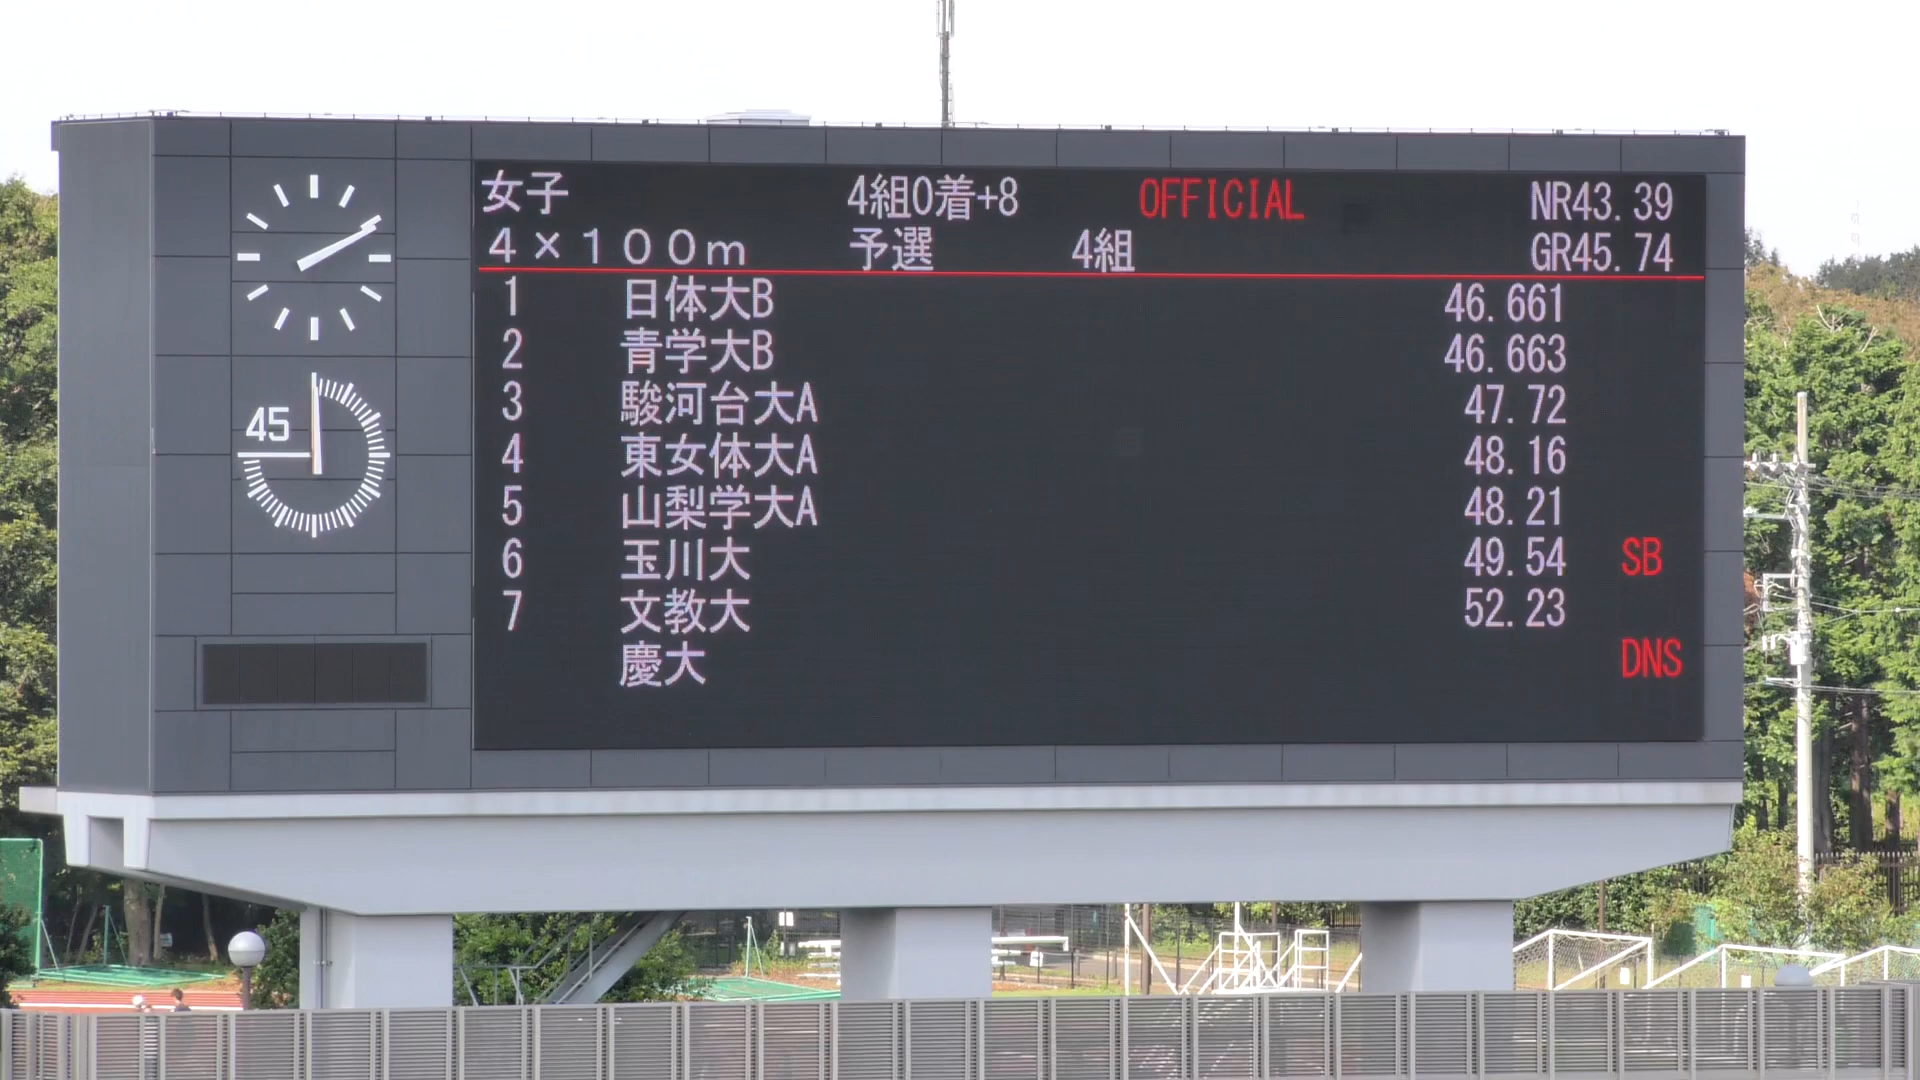 女子 4組0着+8 OFFICIAL NR43.39
4×100m 予選 4組 GR45.74
1 日体大B 46.661
2 青学大B 46.663
3 駿河台大A 47.72
4 東女体大A 48.16
5 山梨学大A 48.21
6 玉川大 49.54 SB
7 文教大 52.23
慶大 DNS
45